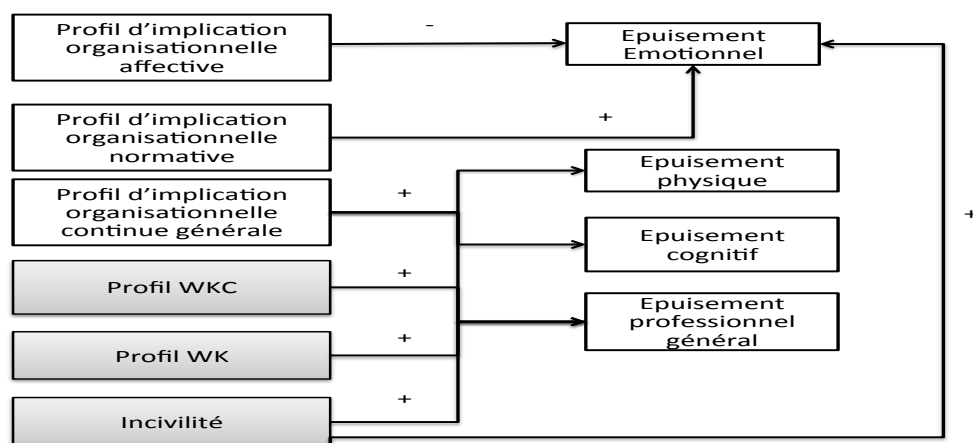 Profil d'implication
organisationnelle
affective
-
Epuisement
Emotionnel
Profil d'implication
organisationnelle
normative
+
Epuisement
physique
Profil d'implication
organisationnelle
continue générale
+
+
Epuisement
cognitif
Profil WKC
+
Epuisement
professionnel
général
Profil WK
+
Incivilité
+